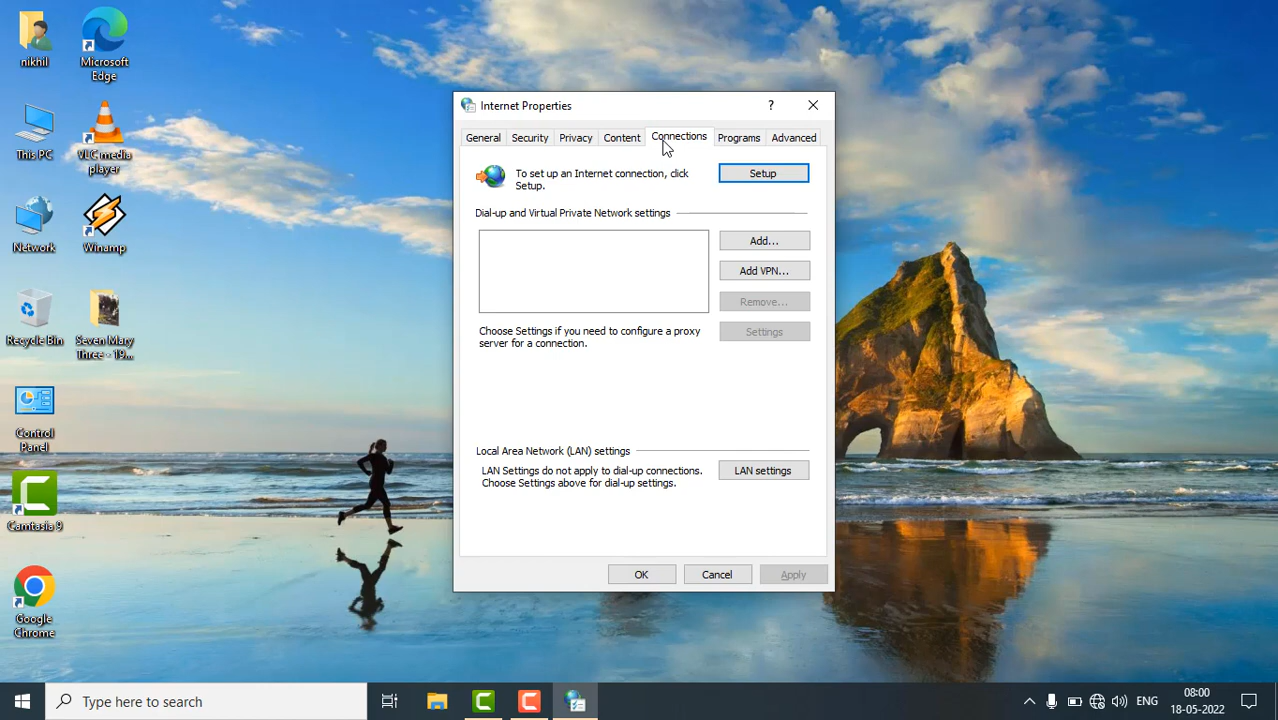 nikhil
Microsoft
Edge
This PC
VLC media
player
Network
Winamp
Recycle Bin
Seven Mary
Three - 19...
Control
Panel
Camtasia 9
Google
Chrome
Internet Properties
?
General
Security
Privacy
Content
Connections
Programs
Advanced
To set up an Internet connection, click
Setup.
Setup
Dial-up and Virtual Private Network settings
Add...
Add VPN...
Remove...
Choose Settings if you need to configure a proxy
server for a connection.
Settings
Local Area Network (LAN) settings
LAN Settings do not apply to dial-up connections.
Choose Settings above for dial-up settings.
LAN settings
OK
Cancel
Apply
Type here to search
ENG
08:00
18-05-2022